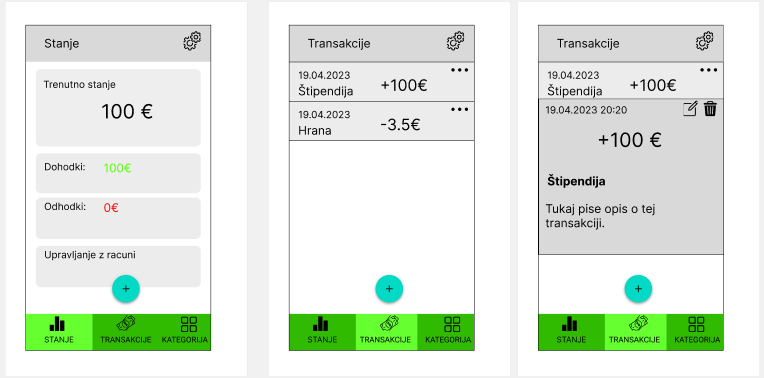 Stanje
Trenutno stanje
100 €
Dohodki: 100€
Odhodki: 0€
Upravljanje z racuni
+
STANJE TRANSAKCIJE KATEGORIJA
Transakcije
19.04.2023
Štipendija +100€
19.04.2023
Hrana -3.5€
+
STANJE TRANSAKCIJE KATEGORIJA
Transakcije
19.04.2023
Štipendija +100€
19.04.2023 20:20
+100 €
Štipendija
Tukaj pise opis o tej
transakciji.
+
STANJE TRANSAKCIJE KATEGORIJA